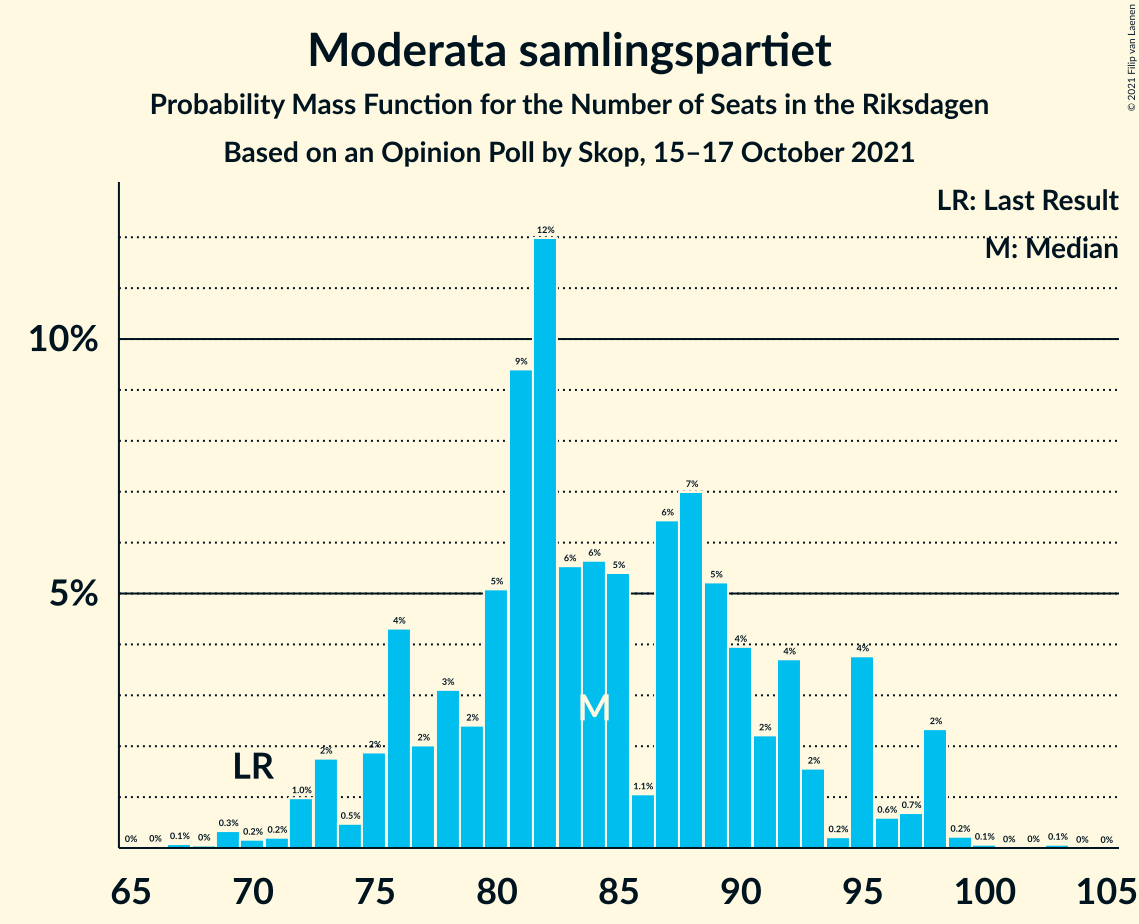 Moderata samlingspartiet
Probability Mass Function for the Number of Seats in the Riksdagen
Based on an Opinion Poll by Skop, 15–17 October 2021
© 2021 Filip van Laenen
LR: Last Result
M: Median
10%
5%
0% 0% 0.1% 0% 0.3% 0.2% 0.2% 1.0% 2% 0.5% 2% 4% 2% 3% 2% 5% 9% 12% 6% 6% 5% 1.1% 6% 7% 5% 4% 2% 4% 2% 0.2% 4% 0.6% 0.7% 2% 0.2% 0.1% 0% 0% 0.1% 0% 0%
LR
M
65 70 75 80 85 90 95 100 105